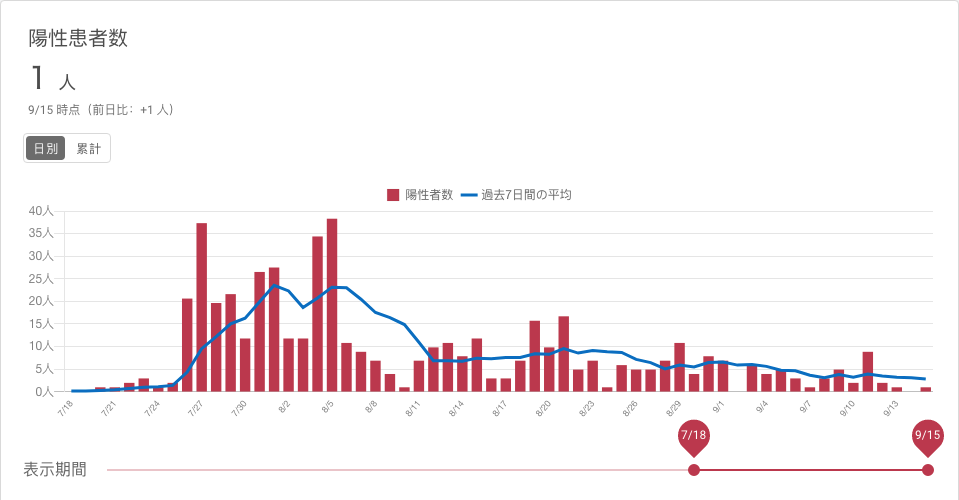 陽性患者数
1 人
9/15 時点（前日比：+1 人）
日別 累計
陽性者数 過去7日間の平均
40人
35人
30人
25人
20人
15人
10人
5人
0人
7/18 7/21 7/24 7/27 7/30 8/2 8/5 8/8 8/11 8/14 8/17 8/20 8/23 8/26 8/29 9/1 9/4 9/7 9/10 9/13
7/18 9/15
表示期間